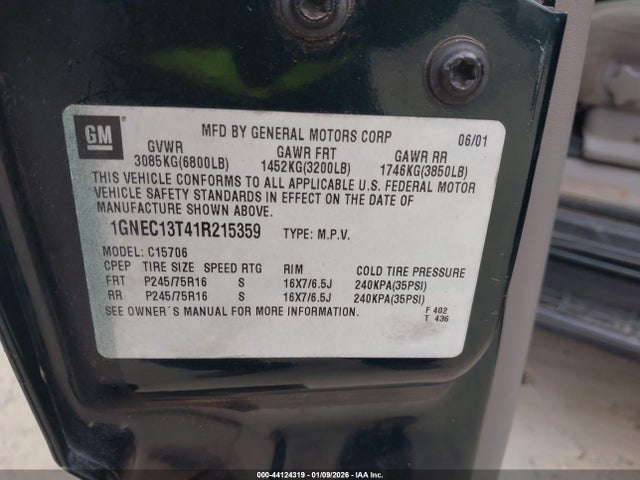 GM
MFD BY GENERAL MOTORS CORP 06/01
GVWR GAWR FRT GAWR RR
3085KG(6800LB) 1452KG(3200LB) 1746KG(3850LB)
THIS VEHICLE CONFORMS TO ALL APPLICABLE U.S. FEDERAL MOTOR
VEHICLE SAFETY STANDARDS IN EFFECT ON THE DATE OF
MANUFACTURE SHOWN ABOVE.
1GNEC13T41R215359 TYPE: M.P.V.
MODEL: C15706
CPEP TIRE SIZE SPEED RTG RIM COLD TIRE PRESSURE
FRT P245/75R16 S 16X7/6.5J 240KPA(35PSI)
RR P245/75R16 S 16X7/6.5J 240KPA(35PSI)
SEE OWNER`S MANUAL FOR MORE INFORMATION.
F 402
T 436
000-44124319 | 01/09/2026 - IAA Inc.